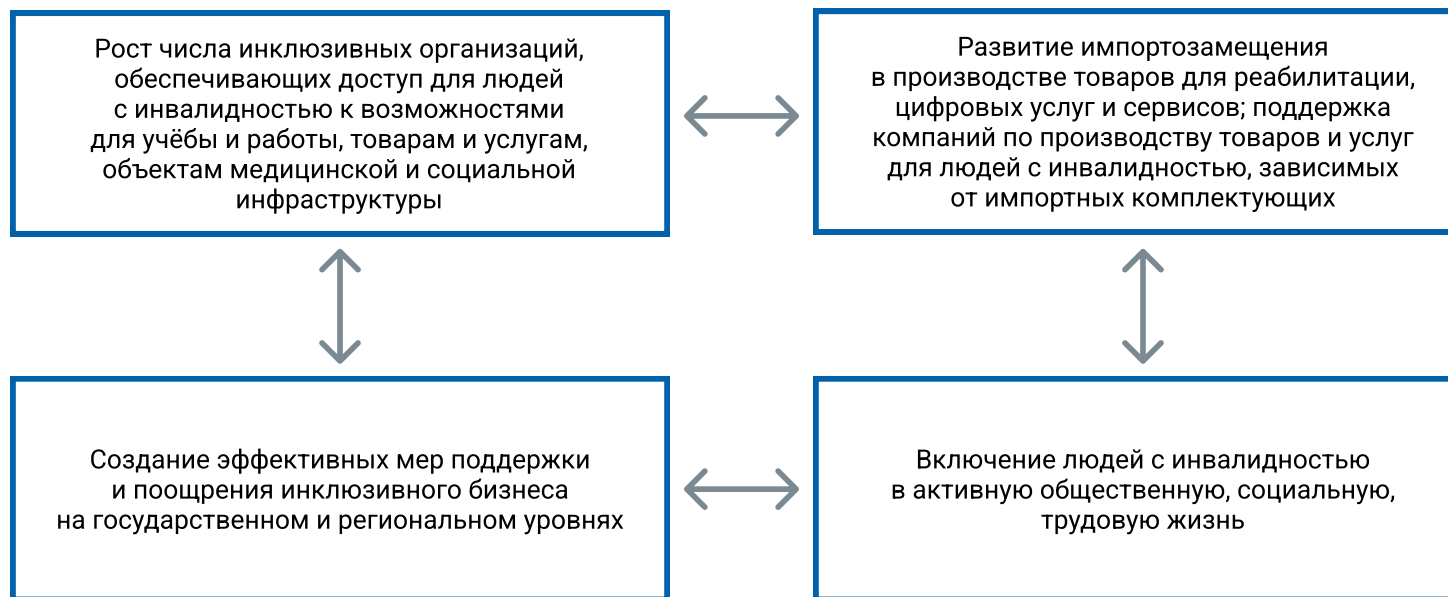 Рост числа инклюзивных организаций,
обеспечивающих доступ для людей
с инвалидностью к возможностями
для учёбы и работы, товарам и услугам,
объектам медицинской и социальной
инфраструктуры
Развитие импортозамещения
в производстве товаров для реабилитации,
цифровых услуг и сервисов; поддержка
компаний по производству товаров и услуг
для людей с инвалидностью, зависимых
от импортных комплектующих
Создание эффективных мер поддержки
и поощрения инклюзивного бизнеса
на государственном и региональном уровнях
Включение людей с инвалидностью
в активную общественную, социальную,
трудовую жизнь